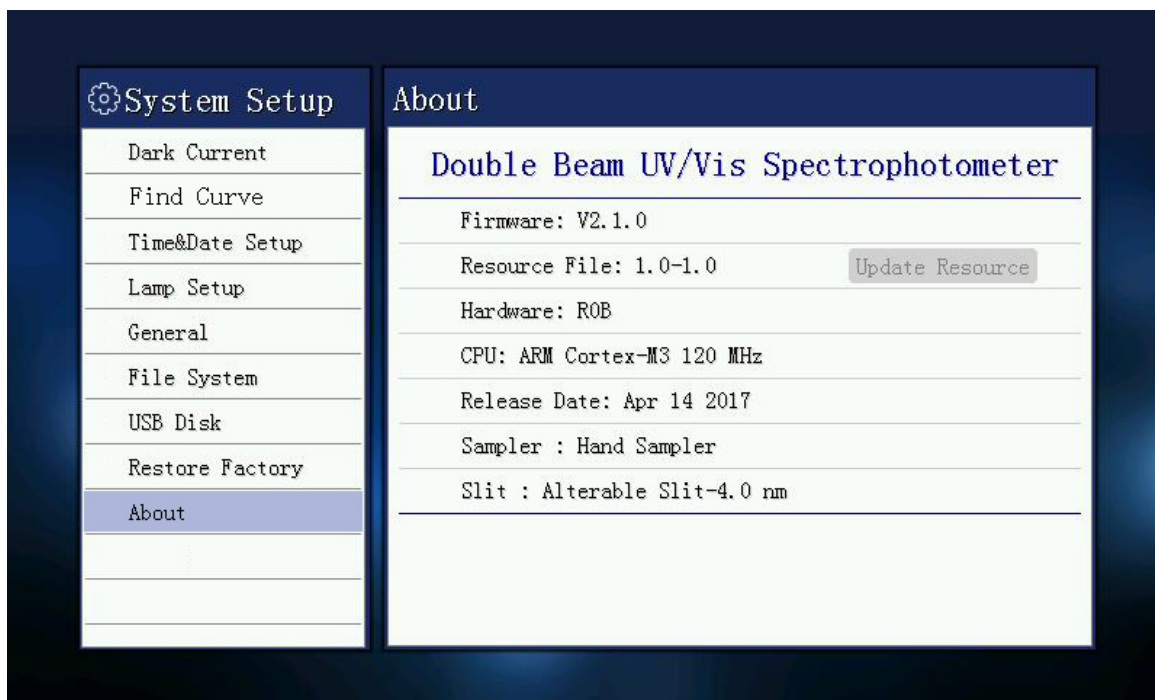 System Setup
Dark Current
Find Curve
Time&Date Setup
Lamp Setup
General
File System
USB Disk
Restore Factory
About
About
Double Beam UV/Vis Spectrophotometer
Firmware: V2.1.0
Resource File: 1.0-1.0
Update Resource
Hardware: R0B
CPU: ARM Cortex-M3 120 MHz
Release Date: Apr 14 2017
Sampler : Hand Sampler
Slit : Alterable Slit-4.0 nm